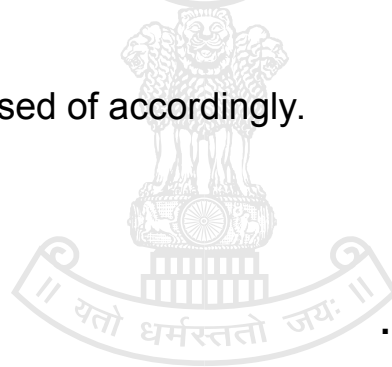 sed of accordingly.
॥ यतो धर्मस्ततो जयः ॥
.